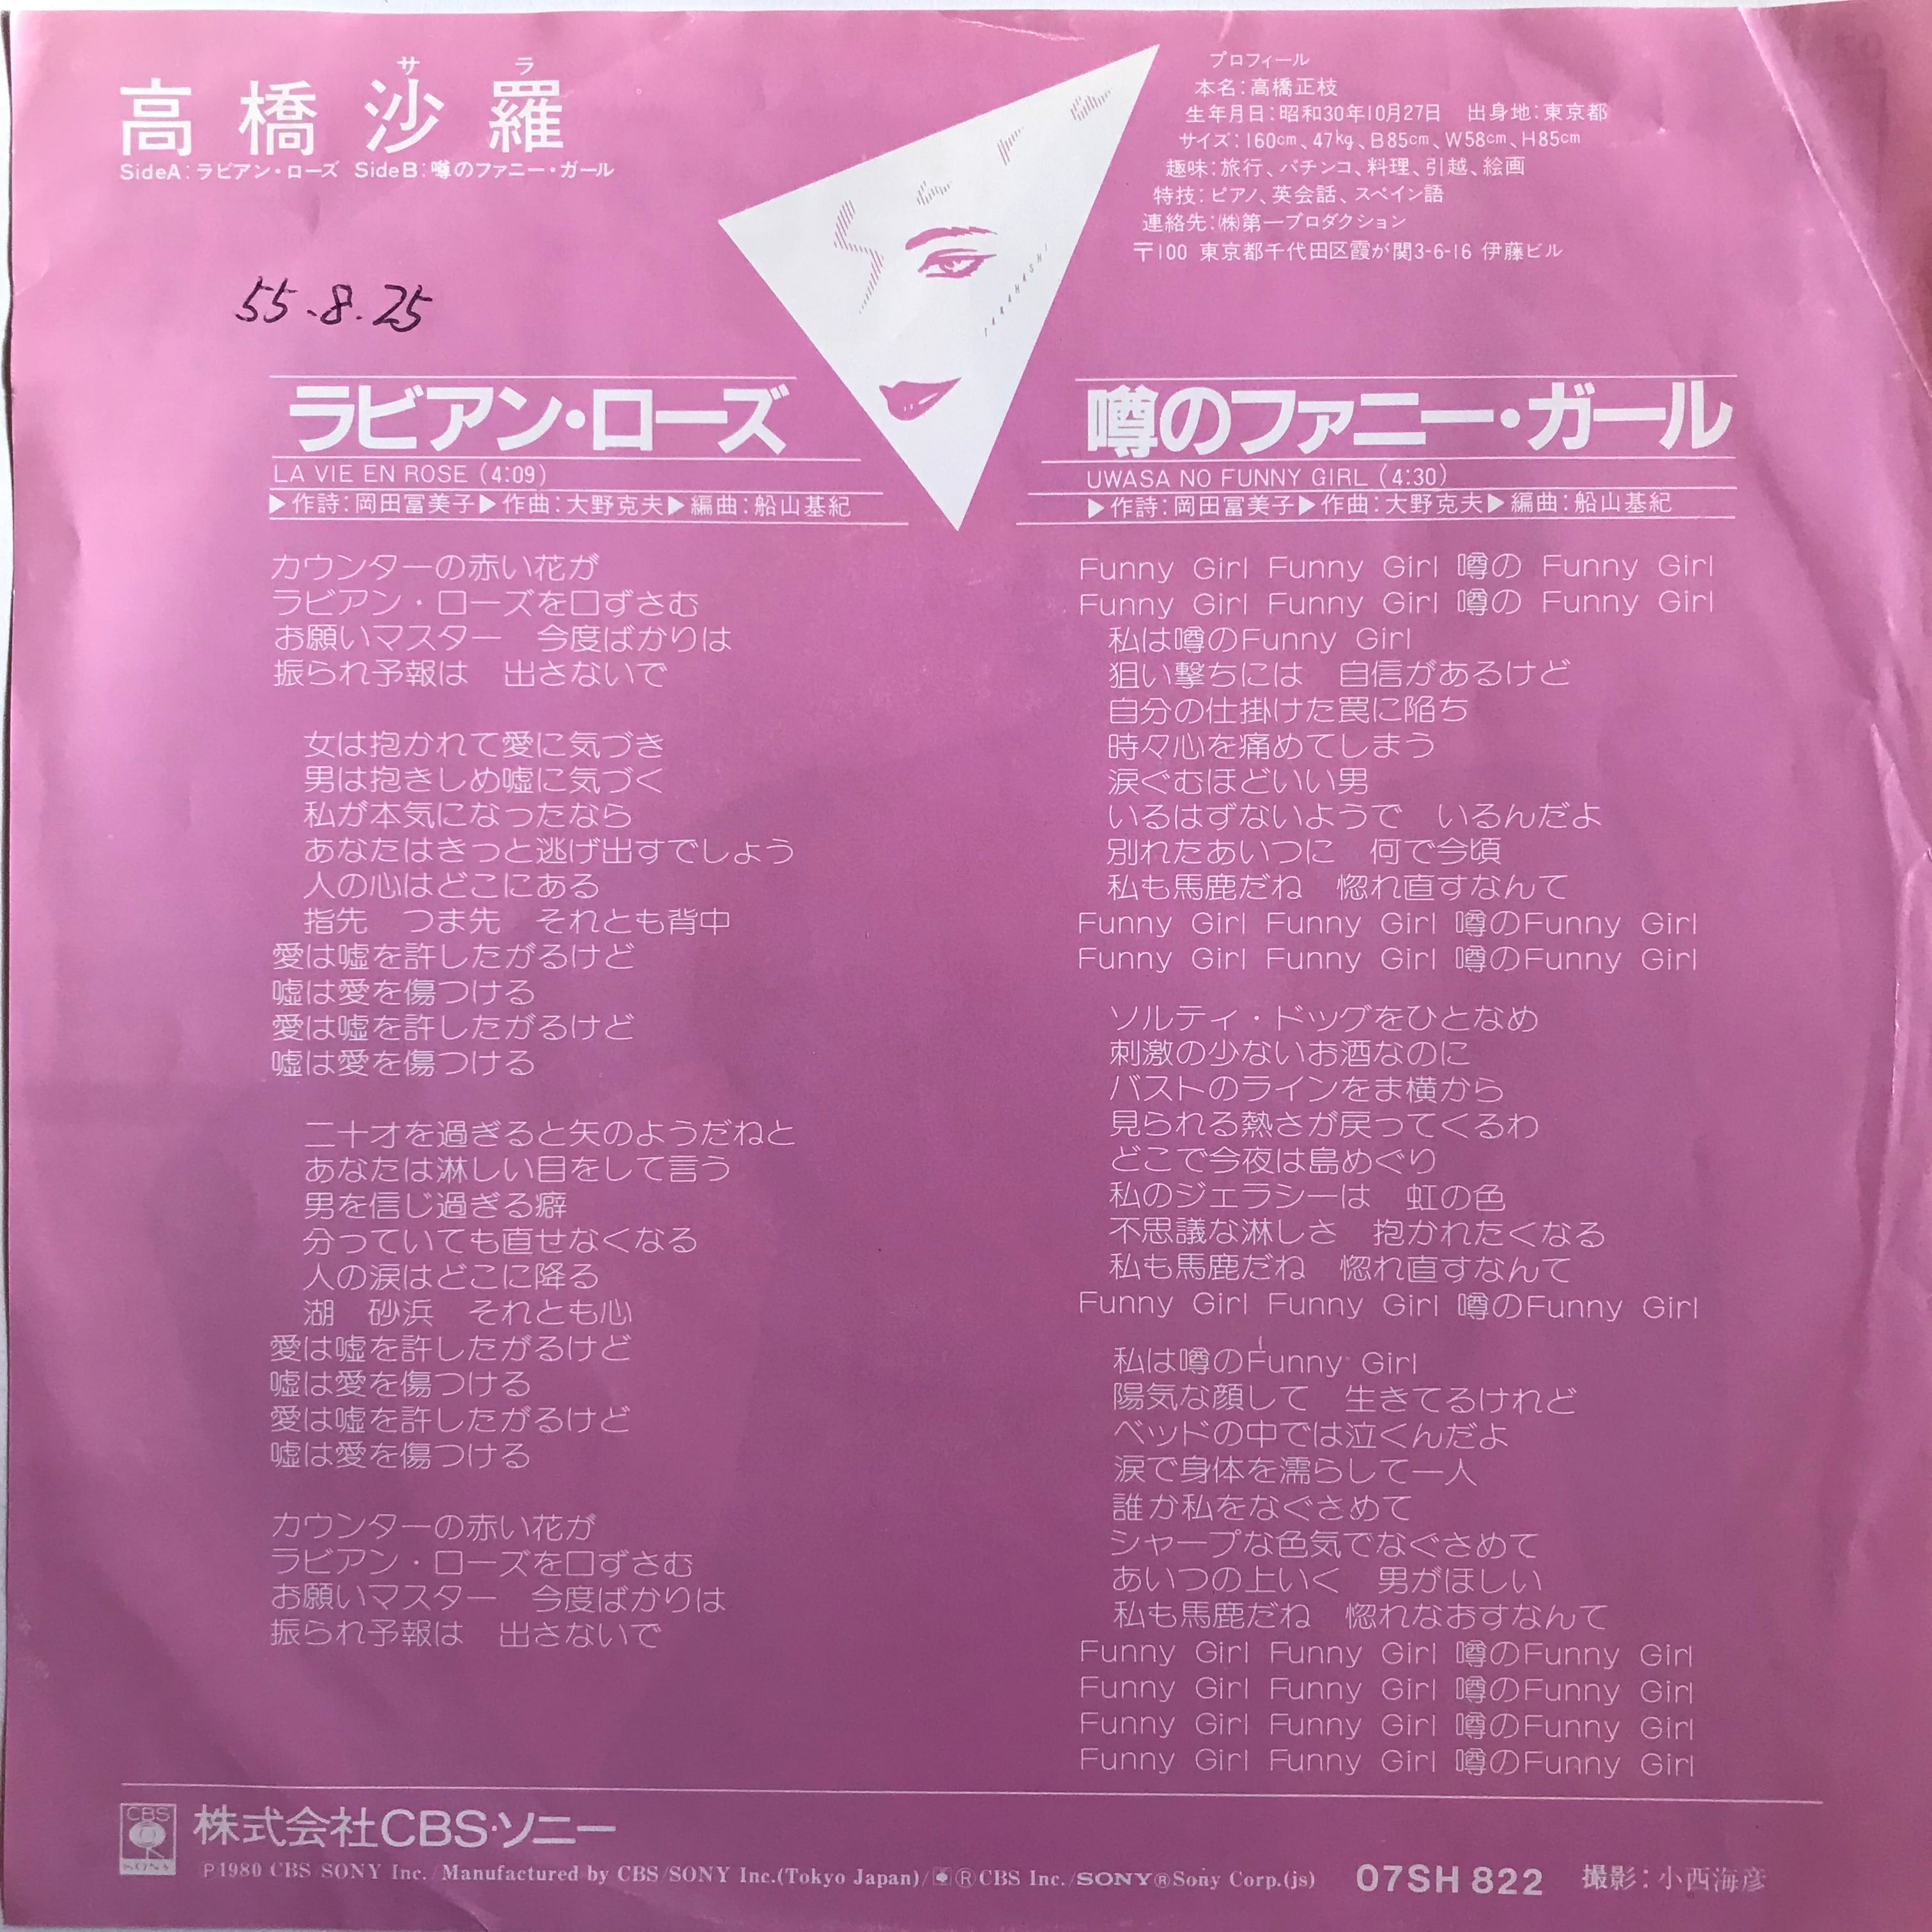 サ ラ
高橋沙羅
SideA:ラビアン・ローズ SideB:噂のファニー・ガール
55.8.25
プロフィール
本名:高橋正枝
生年月日:昭和30年10月27日 出身地:東京都
サイズ:160cm、47kg、B85cm、W58cm、H85cm
趣味:旅行、パチンコ、料理、引越、絵画
特技:ピアノ、英会話、スペイン語
連絡先:㈱第一プロダクション
〒100 東京都千代田区霞が関3-6-16 伊藤ビル
Sarah
TAKAHASHI
ラビアン・ローズ
LA VIE EN ROSE (4:09)
▶作詩:岡田冨美子▶作曲:大野克夫▶編曲:船山基紀
カウンターの赤い花が
ラビアン・ローズを口ずさむ
お願いマスター 今度ばかりは
振られ予報は 出さないで
女は抱かれて愛に気づき
男は抱きしめ嘘に気づく
私が本気になったなら
あなたはきっと逃げ出すでしょう
人の心はどこにある
指先 つま先 それとも背中
愛は嘘を許したがるけど
嘘は愛を傷つける
愛は嘘を許したがるけど
嘘は愛を傷つける
二十才を過ぎると矢のようだねと
あなたは淋しい目をして言う
男を信じ過ぎる癖
分っていても直せなくなる
人の涙はどこに降る
湖 砂浜 それとも心
愛は嘘を許したがるけど
嘘は愛を傷つける
愛は嘘を許したがるけど
嘘は愛を傷つける
カウンターの赤い花が
ラビアン・ローズを口ずさむ
お願いマスター 今度ばかりは
振られ予報は 出さないで
噂のファニー・ガール
UWASA NO FUNNY GIRL (4:30)
▶作詩:岡田冨美子▶作曲:大野克夫▶編曲:船山基紀
Funny Girl Funny Girl 噂の Funny Girl
Funny Girl Funny Girl 噂の Funny Girl
私は噂のFunny Girl
狙い撃ちには 自信があるけど
自分の仕掛けた罠に陥ち
時々心を痛めてしまう
涙ぐむほどいい男
いるはずないようで いるんだよ
別れたあいつに 何で今頃
私も馬鹿だね 惚れ直すなんて
Funny Girl Funny Girl 噂のFunny Girl
Funny Girl Funny Girl 噂のFunny Girl
ソルティ・ドッグをひとなめ
刺激の少ないお酒なのに
バストのラインをま横から
見られる熱さが戻ってくるわ
どこで今夜は島めぐり
私のジェラシーは 虹の色
不思議な淋しさ 抱かれたくなる
私も馬鹿だね 惚れ直すなんて
Funny Girl Funny Girl 噂のFunny Girl
私は噂のFunny Girl
陽気な顔して 生きてるけれど
ベッドの中では泣くんだよ
涙で身体を濡らして一人
誰か私をなぐさめて
シャープな色気でなぐさめて
あいつの上いく 男がほしい
私も馬鹿だね 惚れなおすなんて
Funny Girl Funny Girl 噂のFunny Girl
Funny Girl Funny Girl 噂のFunny Girl
Funny Girl Funny Girl 噂のFunny Girl
Funny Girl Funny Girl 噂のFunny Girl
CBS SONY
株式会社CBS・ソニー
℗1980 CBS/SONY Inc./Manufactured by CBS/SONY Inc.(Tokyo Japan)/ⓇCBS Inc./SONYⓇSony Corp.(js)
07SH 822
撮影:小西海彦